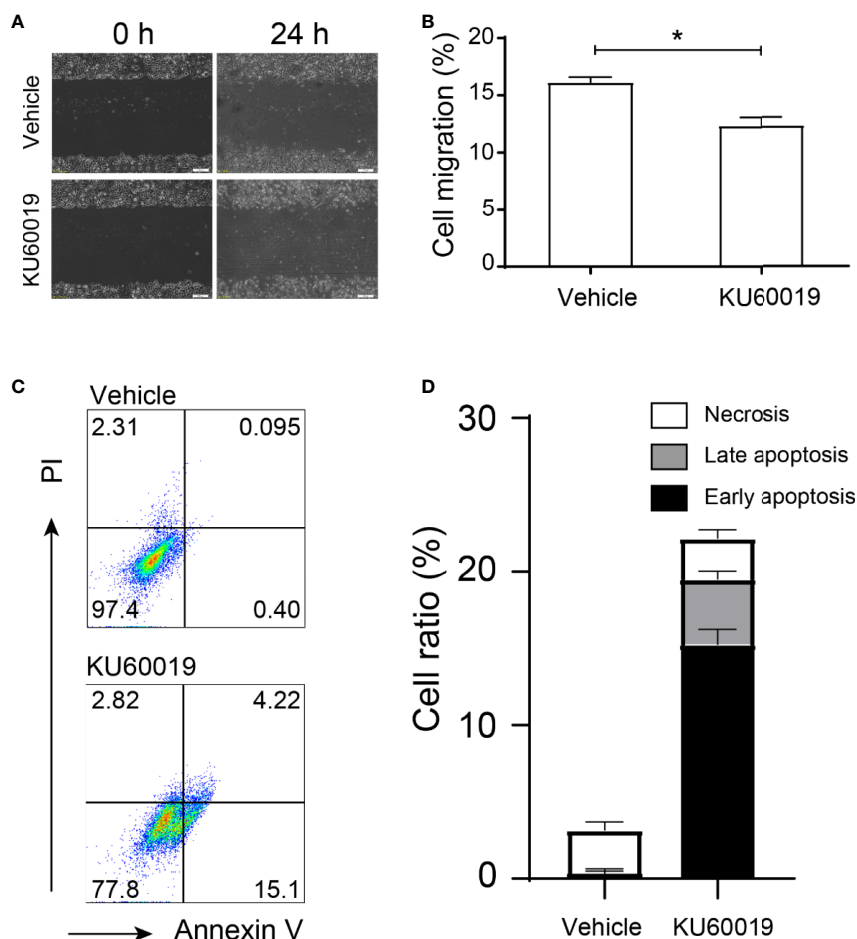 A
0 h 24 h
Vehicle
KU60019
B
Cell migration (%)
20
15
10
5
0
*
Vehicle KU60019
C
Vehicle
2.31 0.095
97.4 0.40
KU60019
2.82 4.22
77.8 15.1
PI
Annexin V
D
Cell ratio (%)
30
20
10
0
Necrosis
Late apoptosis
Early apoptosis
Vehicle KU60019